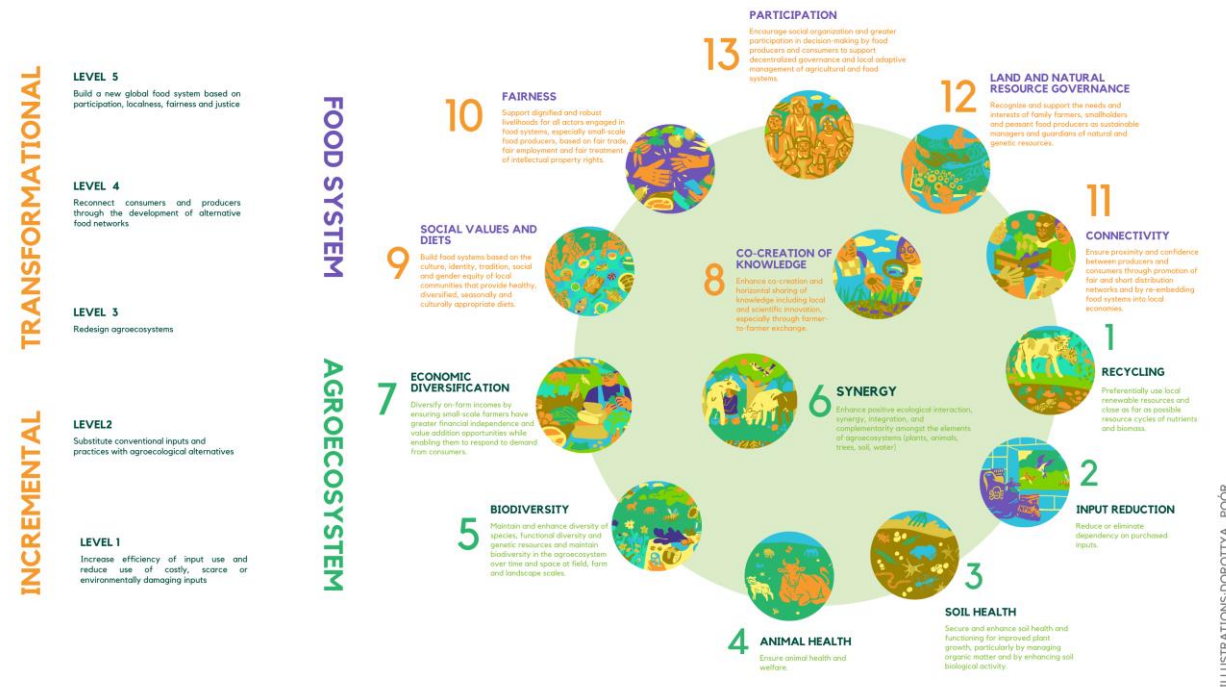 TRANSFORMATIONAL
INCREMENTAL
LEVEL 5
Build a new global food system based on
participation, localness, fairness and justice
LEVEL 4
Reconnect consumers and producers
through the development of alternative
food networks
LEVEL 3
Redesign agroecosystems
LEVEL2
Substitute conventional inputs and
practices with agroecological alternatives
LEVEL 1
Increase efficiency of input use and
reduce use of costly, scarce or
environmentally damaging inputs
FOOD SYSTEM
AGROECOSYSTEM
13
PARTICIPATION
Encourage social organization and greater
participation in decision-making by food
producers and consumers to support
decentralized governance and local adaptive
management of agricultural and food
systems.
10
FAIRNESS
Support dignified and robust
livelihoods for all actors engaged in
food systems, especially small-scale
food producers, based on fair trade,
fair employment and fair treatment
of intellectual property rights.
12
LAND AND NATURAL
RESOURCE GOVERNANCE
Recognize and support the needs and
interests of family farmers, smallholders
and peasant food producers as sustainable
managers and guardians of natural and
genetic resources.
11
CONNECTIVITY
Ensure proximity and confidence
between producers and
consumers through promotion of
fair and short distribution
networks and by re-embedding
food systems into local
economies.
9
SOCIAL VALUES AND
DIETS
Build food systems based on the
culture, identity, tradition, social
and gender equity of local
communities that provide healthy,
diversified, seasonally and
culturally appropriate diets.
8
CO-CREATION OF
KNOWLEDGE
Enhance co-creation and
horizontal sharing of
knowledge including local
and scientific innovation,
especially through farmer-
to-farmer exchange.
1
RECYCLING
Preferentially use local
renewable resources and
close as far as possible
resource cycles of nutrients
and biomass.
7
ECONOMIC
DIVERSIFICATION
Diversify on-farm incomes by
ensuring small-scale farmers have
greater financial independence and
value addition opportunities while
enabling them to respond to demand
from consumers.
6
SYNERGY
Enhance positive ecological interaction,
synergy, integration, and
complementarity amongst the elements
of agroecosystems (plants, animals,
trees, soil, water)
2
INPUT REDUCTION
Reduce or eliminate
dependency on purchased
inputs.
5
BIODIVERSITY
Maintain and enhance diversity of
species, functional diversity and
genetic resources and maintain
biodiversity in the agroecosystem
over time and space at field, farm
and landscape scales.
3
SOIL HEALTH
Secure and enhance soil health and
functioning for improved plant
growth, particularly by managing
organic matter and by enhancing soil
biological activity.
4
ANIMAL HEALTH
Ensure animal health and
welfare.
ILLUSTRATIONS:DOROTTYA POÓR